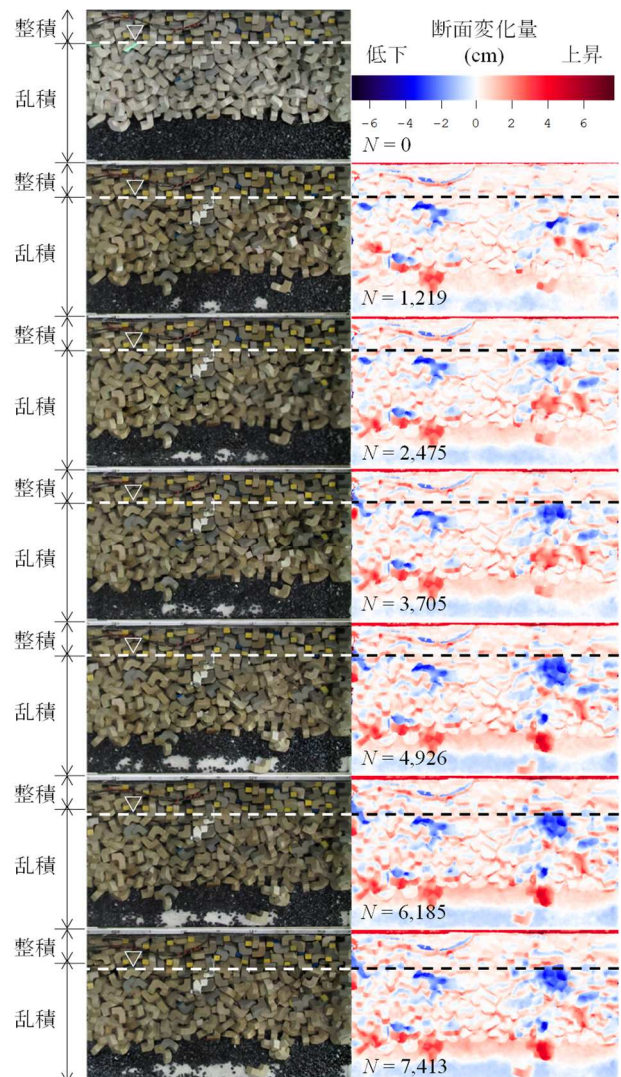 整積
乱積
断面変化量
低下 (cm) 上昇
-6 -4 -2 0 2 4 6
N = 0
整積
乱積
N = 1,219
整積
乱積
N = 2,475
整積
乱積
N = 3,705
整積
乱積
N = 4,926
整積
乱積
N = 6,185
整積
乱積
N = 7,413